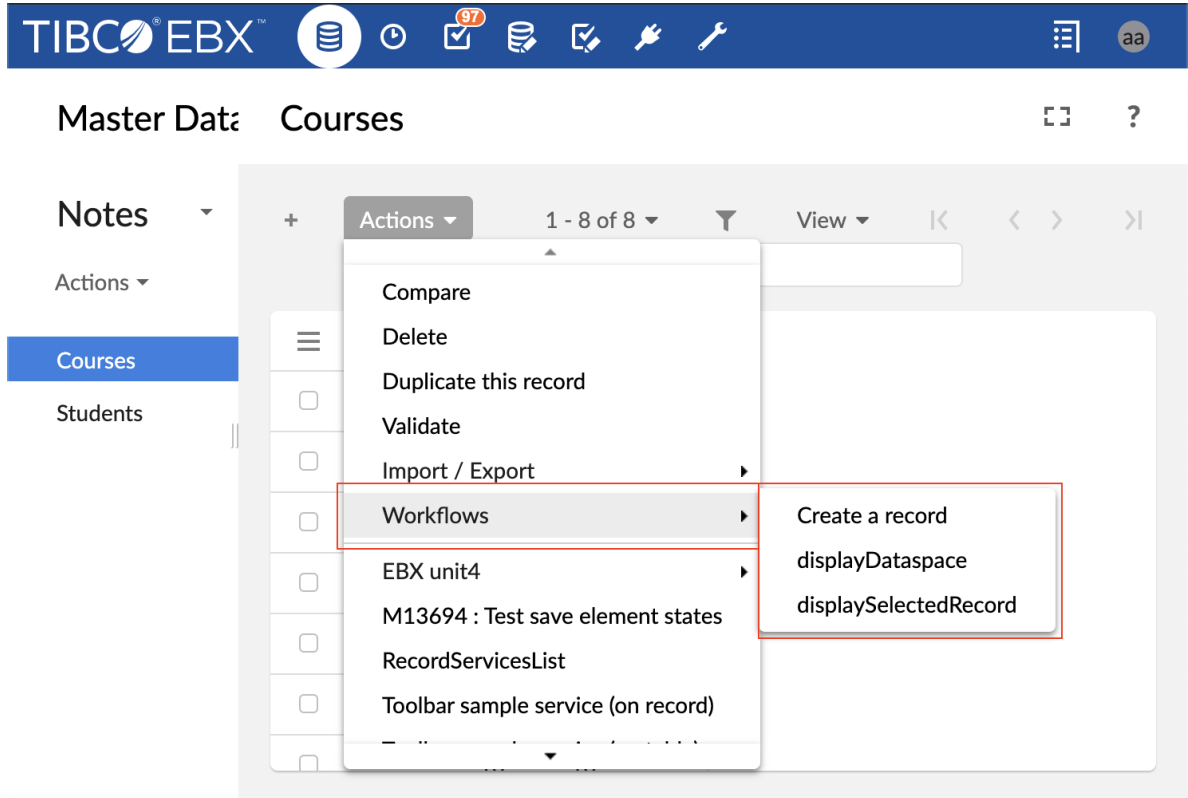 TIBCO® EBX™
97
aa
Master Data
Courses
?
Notes
Actions
1 - 8 of 8
View
Actions
Compare
Delete
Duplicate this record
Courses
Validate
Students
Import / Export
Workflows
Create a record
displayDataspace
displaySelectedRecord
EBX unit4
M13694 : Test save element states
RecordServicesList
Toolbar sample service (on record)